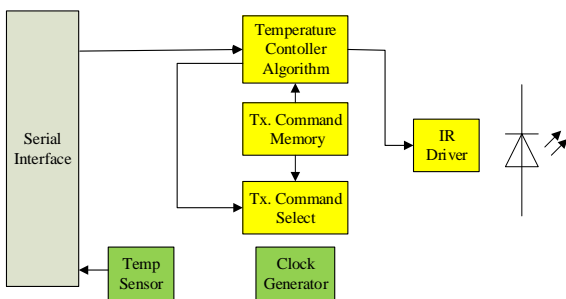 Serial
Interface
Temperature
Contoller
Algorithm
Tx. Command
Memory
Tx. Command
Select
IR
Driver
Temp
Sensor
Clock
Generator